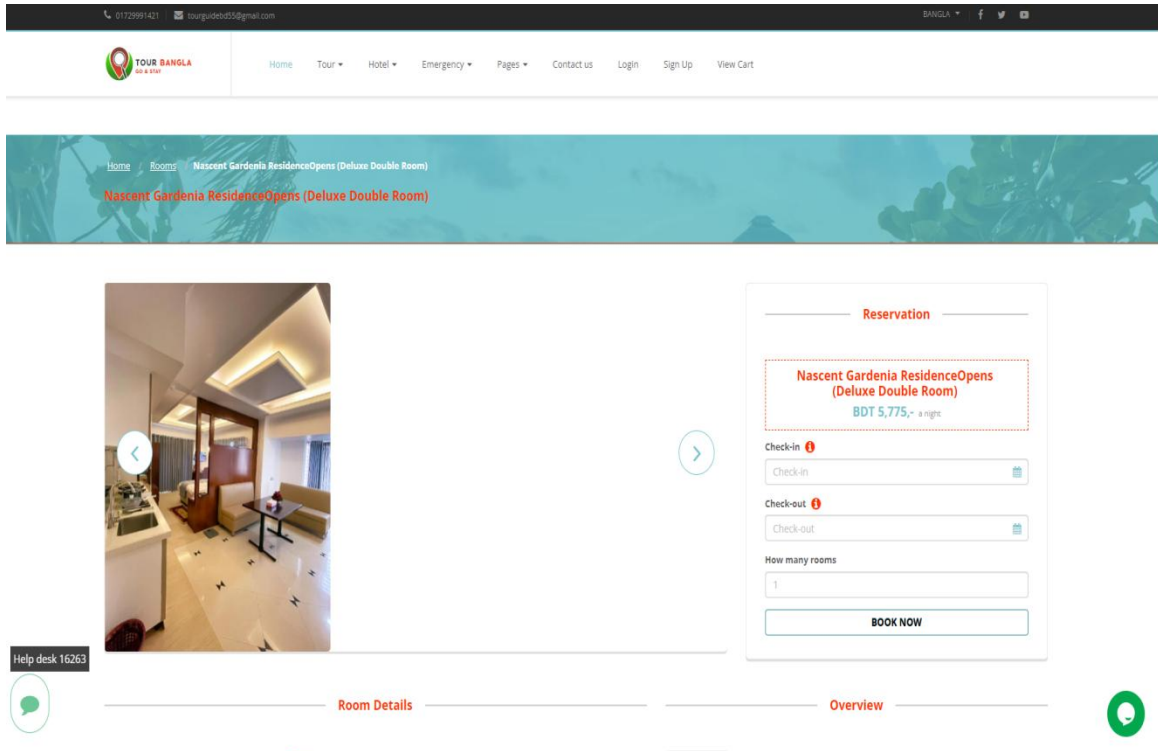 01729991421 tourguidebd55@gmail.com BANGLA
TOUR BANGLA
GO & STAY
Home Tour Hotel Emergency Pages Contact us Login Sign Up View Cart
Home / Rooms / Nascent Gardenia ResidenceOpens (Deluxe Double Room)
Nascent Gardenia ResidenceOpens (Deluxe Double Room)
Reservation
Nascent Gardenia ResidenceOpens
(Deluxe Double Room)
BDT 5,775,- a night
Check-in
Check-in
Check-out
Check-out
How many rooms
1
BOOK NOW
Help desk 16263
Room Details
Overview